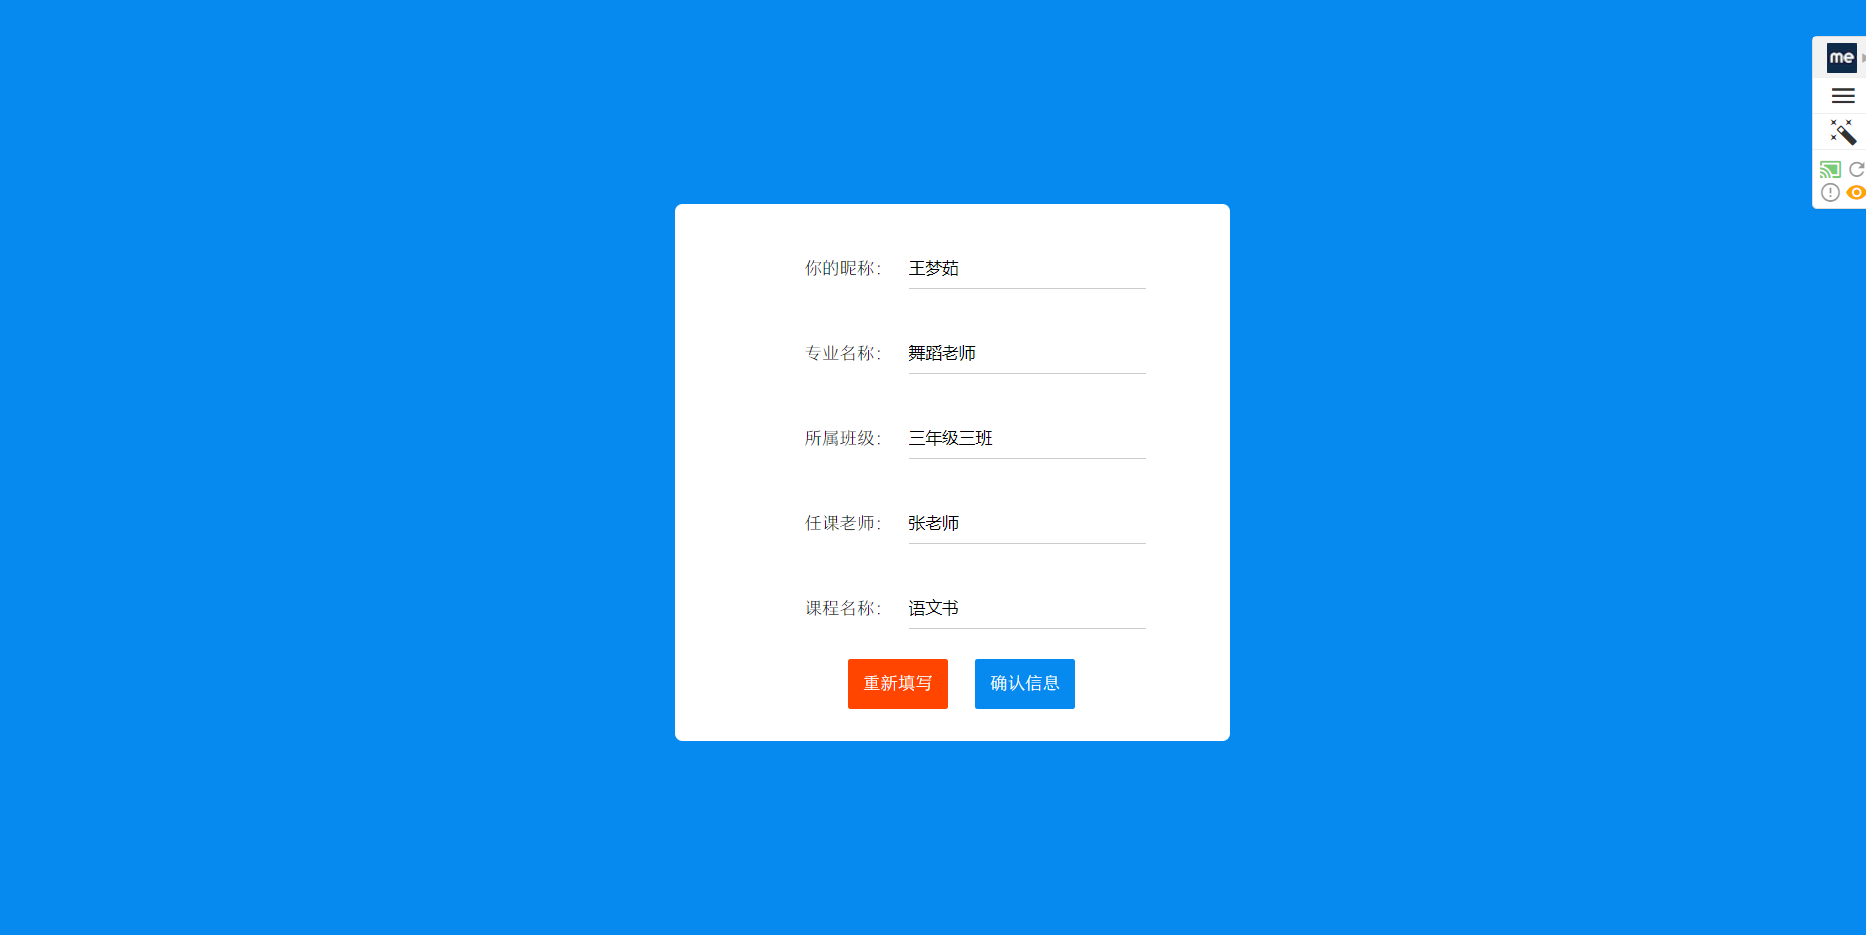 me
你的昵称： 王梦茹
专业名称： 舞蹈老师
所属班级： 三年级三班
任课老师： 张老师
课程名称： 语文书
重新填写 确认信息